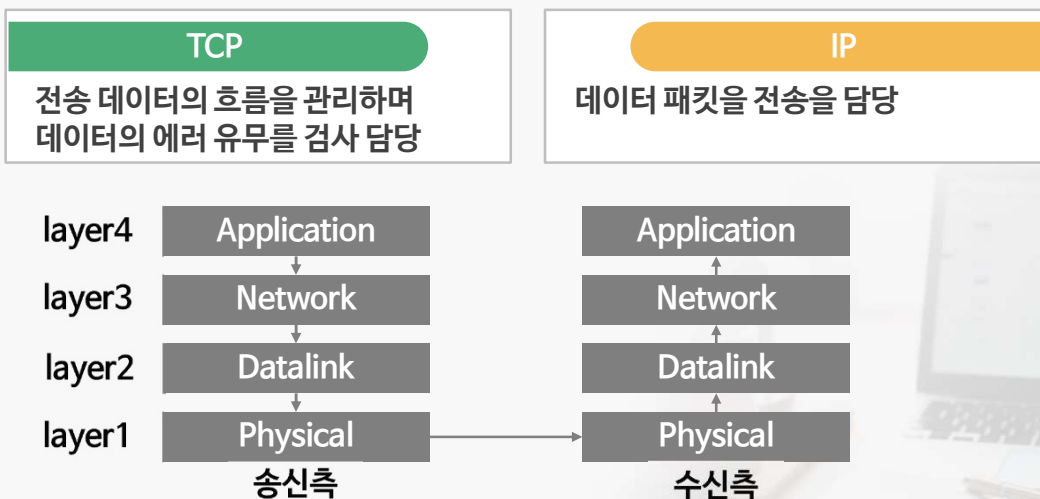 TCP
전송 데이터의 흐름을 관리하며
데이터의 에러 유무를 검사 담당
IP
데이터 패킷을 전송을 담당
layer4 Application Application
layer3 Network Network
layer2 Datalink Datalink
layer1 Physical Physical
송신측 수신측